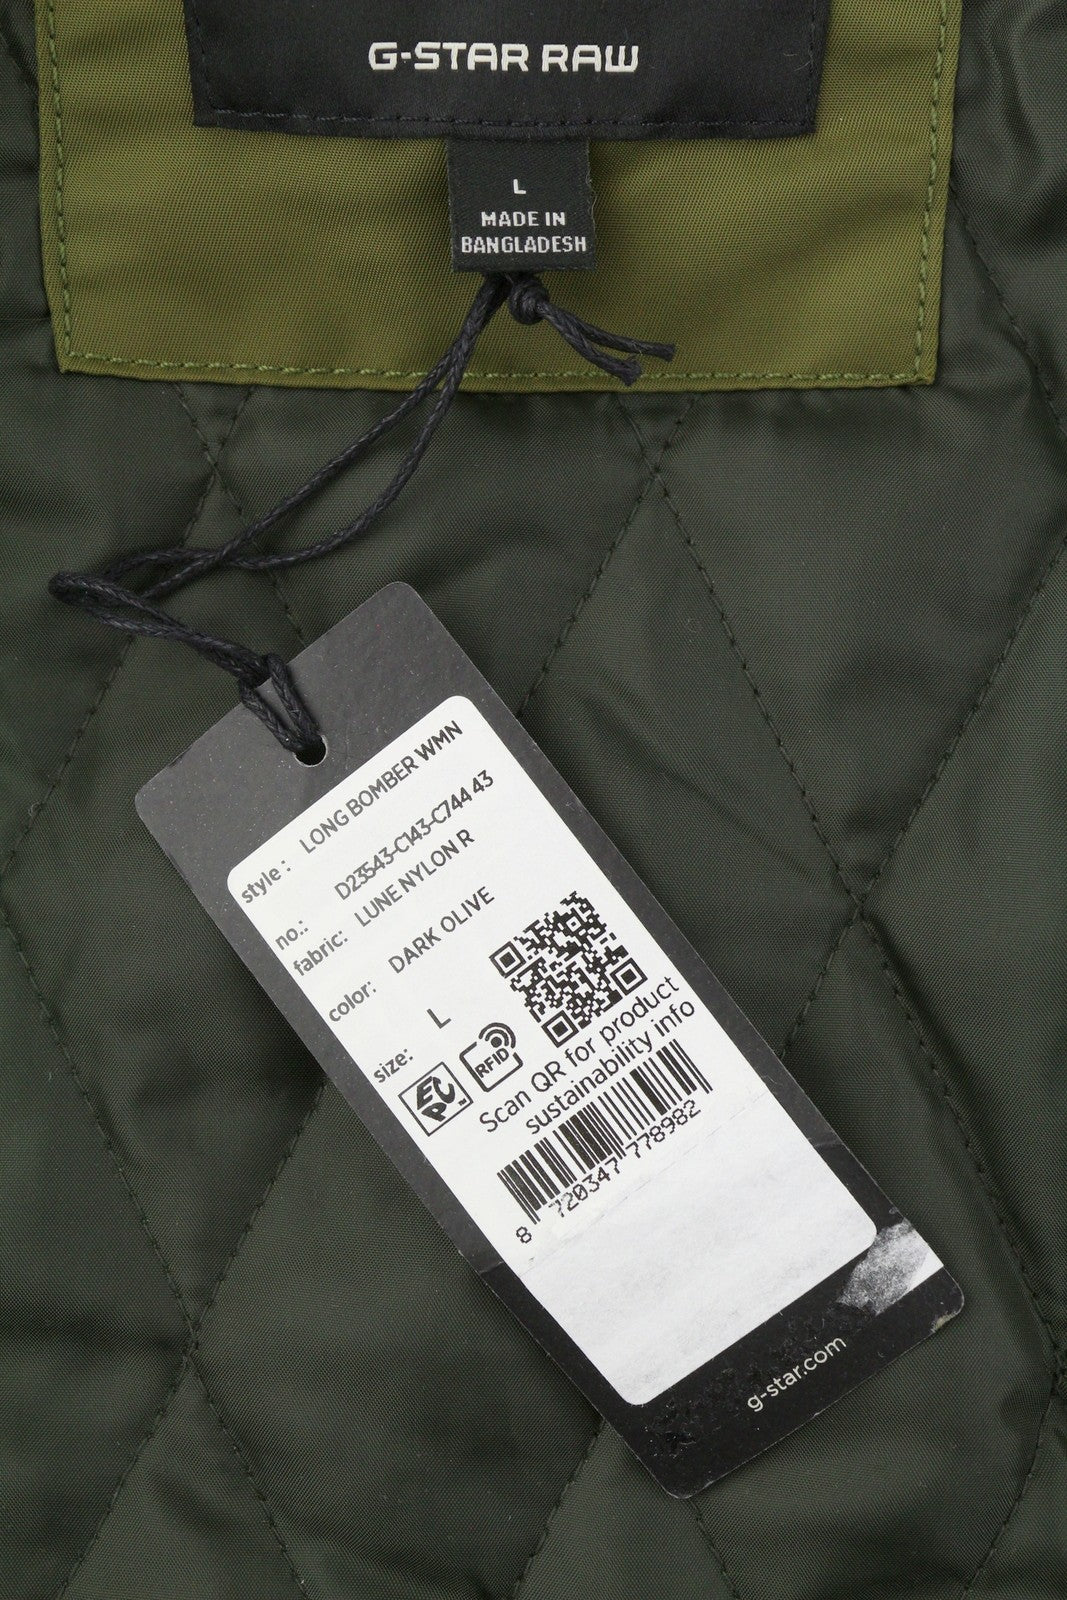 G-STAR RAW
L
MADE IN
BANGLADESH
style : LONG BOMBER WMN
no.: D23543-C143-C744 43
fabric: LUNE NYLON R
color: DARK OLIVE
size: L
EPC
RFID
Scan QR for product
sustainability info
8 720347 778982
g-star.com